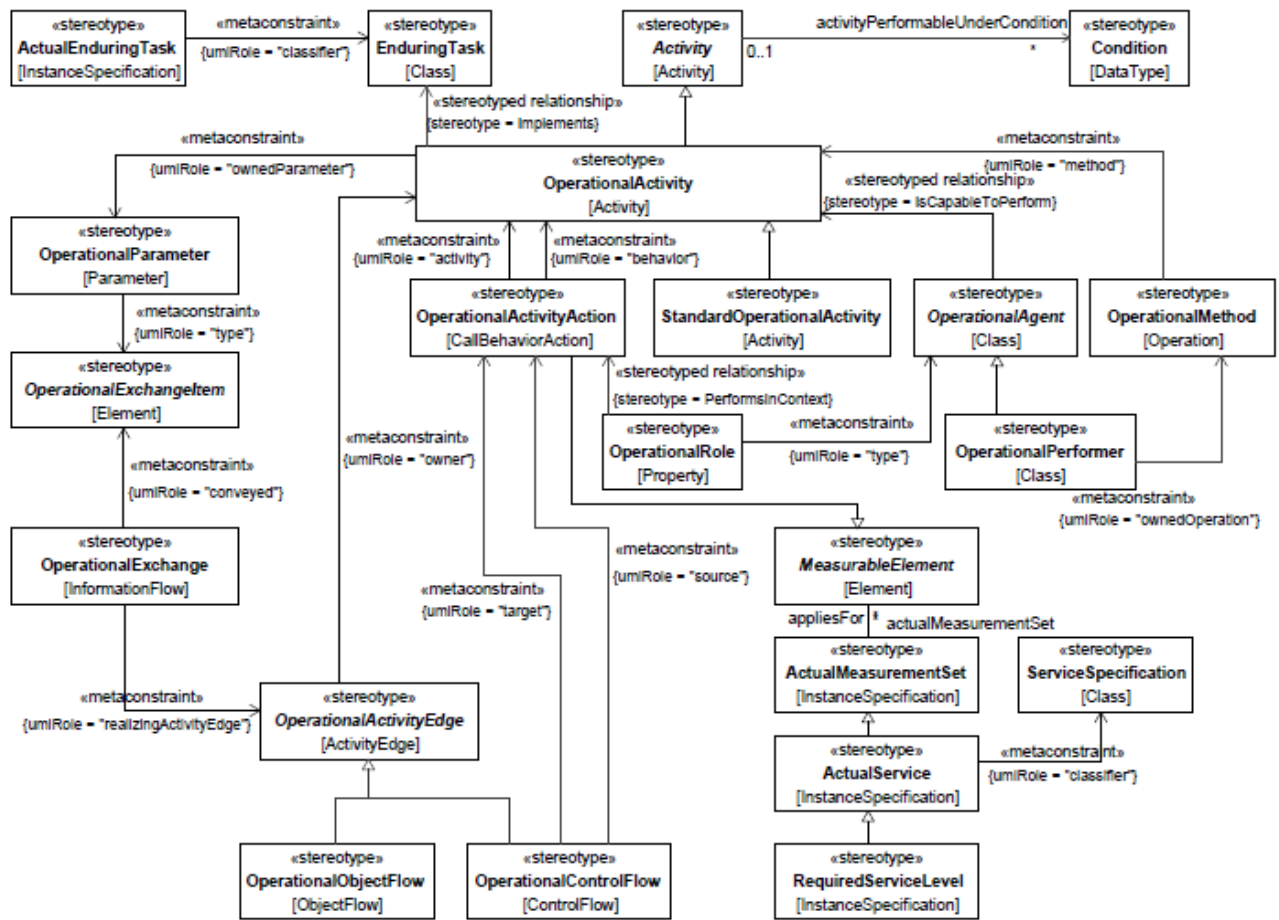 «stereotype»
ActualEnduringTask
[InstanceSpecification]
«metaconstraint»
{umlRole = "classifier"}
«stereotype»
EnduringTask
[Class]
«stereotype»
Activity
[Activity]
activityPerformableUnderCondition
0..1
*
«stereotype»
Condition
[DataType]
«stereotyped relationship»
{stereotype = Implements}
«metaconstraint»
{umlRole = "ownedParameter"}
«stereotype»
OperationalActivity
[Activity]
«metaconstraint»
{umlRole = "method"}
«stereotyped relationship»
{stereotype = IsCapableToPerform}
«stereotype»
OperationalParameter
[Parameter]
«metaconstraint»
{umlRole = "activity"}
«metaconstraint»
{umlRole = "behavior"}
«metaconstraint»
{umlRole = "type"}
«stereotype»
OperationalActivityAction
[CallBehaviorAction]
«stereotype»
StandardOperationalActivity
[Activity]
«stereotype»
OperationalAgent
[Class]
«stereotype»
OperationalMethod
[Operation]
«stereotype»
OperationalExchangeItem
[Element]
«stereotyped relationship»
{stereotype = PerformsInContext}
«metaconstraint»
{umlRole = "conveyed"}
«metaconstraint»
{umlRole = "owner"}
«stereotype»
OperationalRole
[Property]
«metaconstraint»
{umlRole = "type"}
«stereotype»
OperationalPerformer
[Class]
«metaconstraint»
{umlRole = "ownedOperation"}
«stereotype»
OperationalExchange
[InformationFlow]
«metaconstraint»
{umlRole = "target"}
«metaconstraint»
{umlRole = "source"}
«stereotype»
MeasurableElement
[Element]
appliesFor
*
actualMeasurementSet
«stereotype»
ActualMeasurementSet
[InstanceSpecification]
«stereotype»
ServiceSpecification
[Class]
«metaconstraint»
{umlRole = "realizingActivityEdge"}
«stereotype»
OperationalActivityEdge
[ActivityEdge]
«stereotype»
ActualService
[InstanceSpecification]
«metaconstraint»
{umlRole = "classifier"}
«stereotype»
OperationalObjectFlow
[ObjectFlow]
«stereotype»
OperationalControlFlow
[ControlFlow]
«stereotype»
RequiredServiceLevel
[InstanceSpecification]